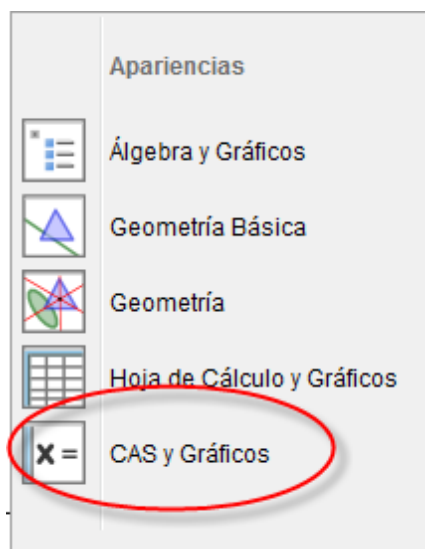 Apariencias
Álgebra y Gráficos
Geometría Básica
Geometría
Hoja de Cálculo y Gráficos
x = CAS y Gráficos